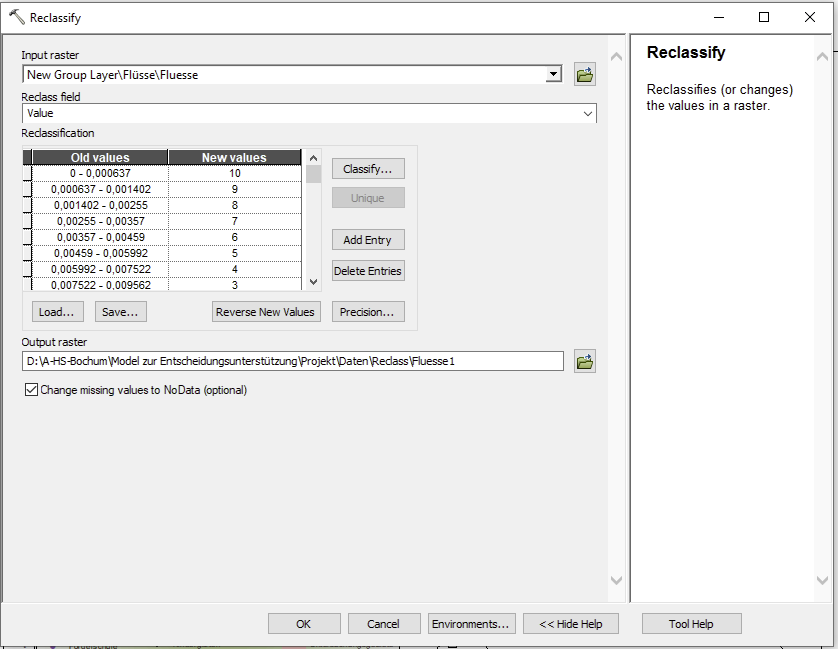 Reclassify
Input raster
New Group Layer\Flüsse\Fluesse
Reclass field
Value
Reclassification
Old values New values
0 - 0,000637 10
0,000637 - 0,001402 9
0,001402 - 0,00255 8
0,00255 - 0,00357 7
0,00357 - 0,00459 6
0,00459 - 0,005992 5
0,005992 - 0,007522 4
0,007522 - 0,009562 3
Classify...
Unique
Add Entry
Delete Entries
Load... Save... Reverse New Values Precision...
Output raster
D:\A-HS-Bochum\Model zur Entscheidungsunterstützung\Projekt\Daten\Reclass\Fluesse1
Change missing values to NoData (optional)
Reclassify
Reclassifies (or changes)
the values in a raster.
OK Cancel Environments... << Hide Help Tool Help